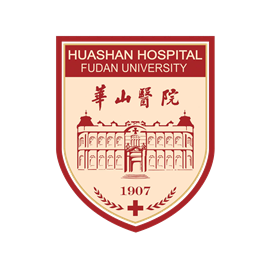 HUASHAN HOSPITAL
FUDAN UNIVERSITY
華山醫院
1907